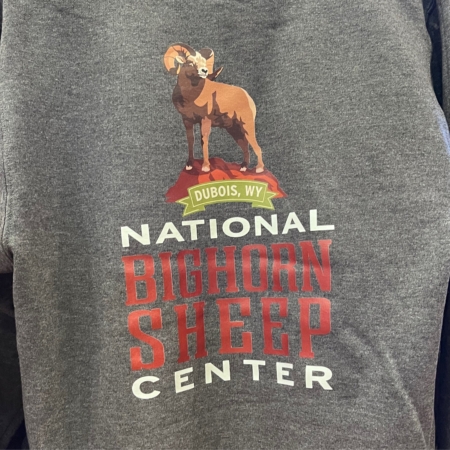 DUBOIS, WY
NATIONAL
BIGHORN
SHEEP
CENTER